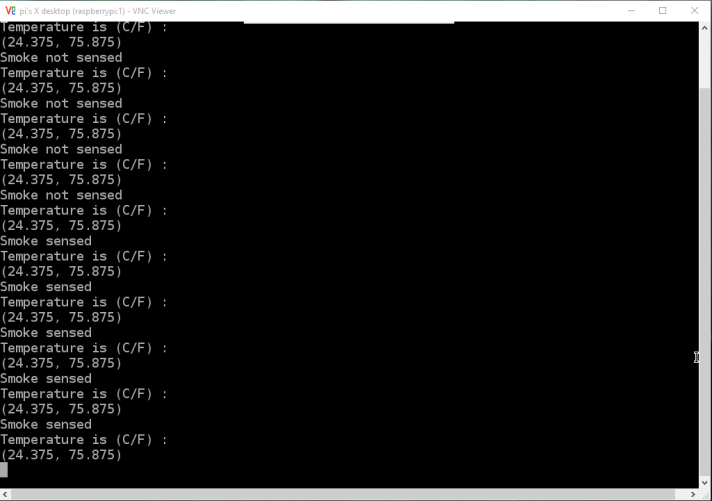 pi's X desktop (raspberrypi:1) - VNC Viewer
Temperature is (C/F) :
(24.375, 75.875)
Smoke not sensed
Temperature is (C/F) :
(24.375, 75.875)
Smoke not sensed
Temperature is (C/F) :
(24.375, 75.875)
Smoke not sensed
Temperature is (C/F) :
(24.375, 75.875)
Smoke not sensed
Temperature is (C/F) :
(24.375, 75.875)
Smoke sensed
Temperature is (C/F) :
(24.375, 75.875)
Smoke sensed
Temperature is (C/F) :
(24.375, 75.875)
Smoke sensed
Temperature is (C/F) :
(24.375, 75.875)
Smoke sensed
Temperature is (C/F) :
(24.375, 75.875)
Smoke sensed
Temperature is (C/F) :
(24.375, 75.875)